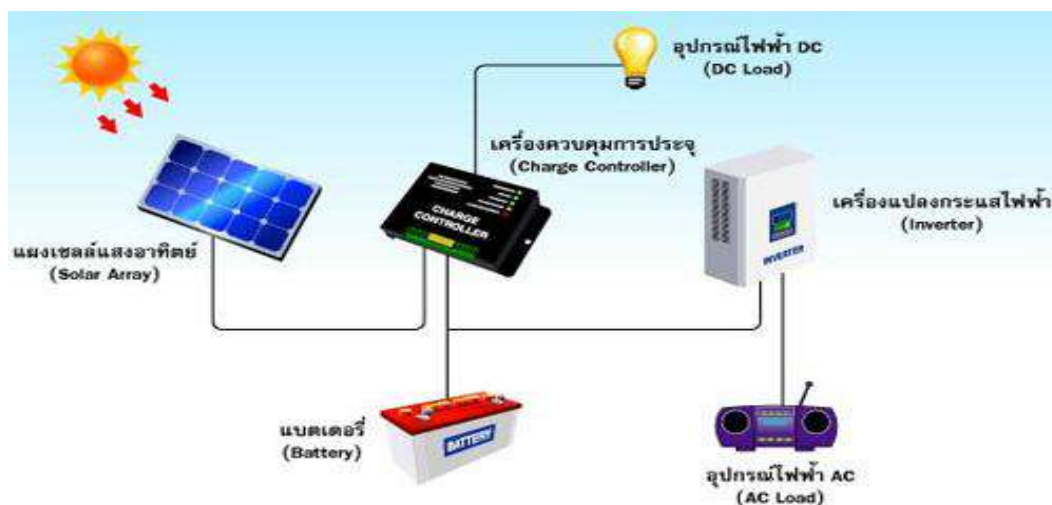 อุปกรณ์ไฟฟ้า DC
(DC Load)
เครื่องควบคุมการประจุ
(Charge Controller)
CHARGE
CONTROLLER
เครื่องแปลงกระแสไฟฟ้า
(Inverter)
INVERTER
แผงเซลล์แสงอาทิตย์
(Solar Array)
แบตเตอรี่
(Battery)
BATTERY
อุปกรณ์ไฟฟ้า AC
(AC Load)